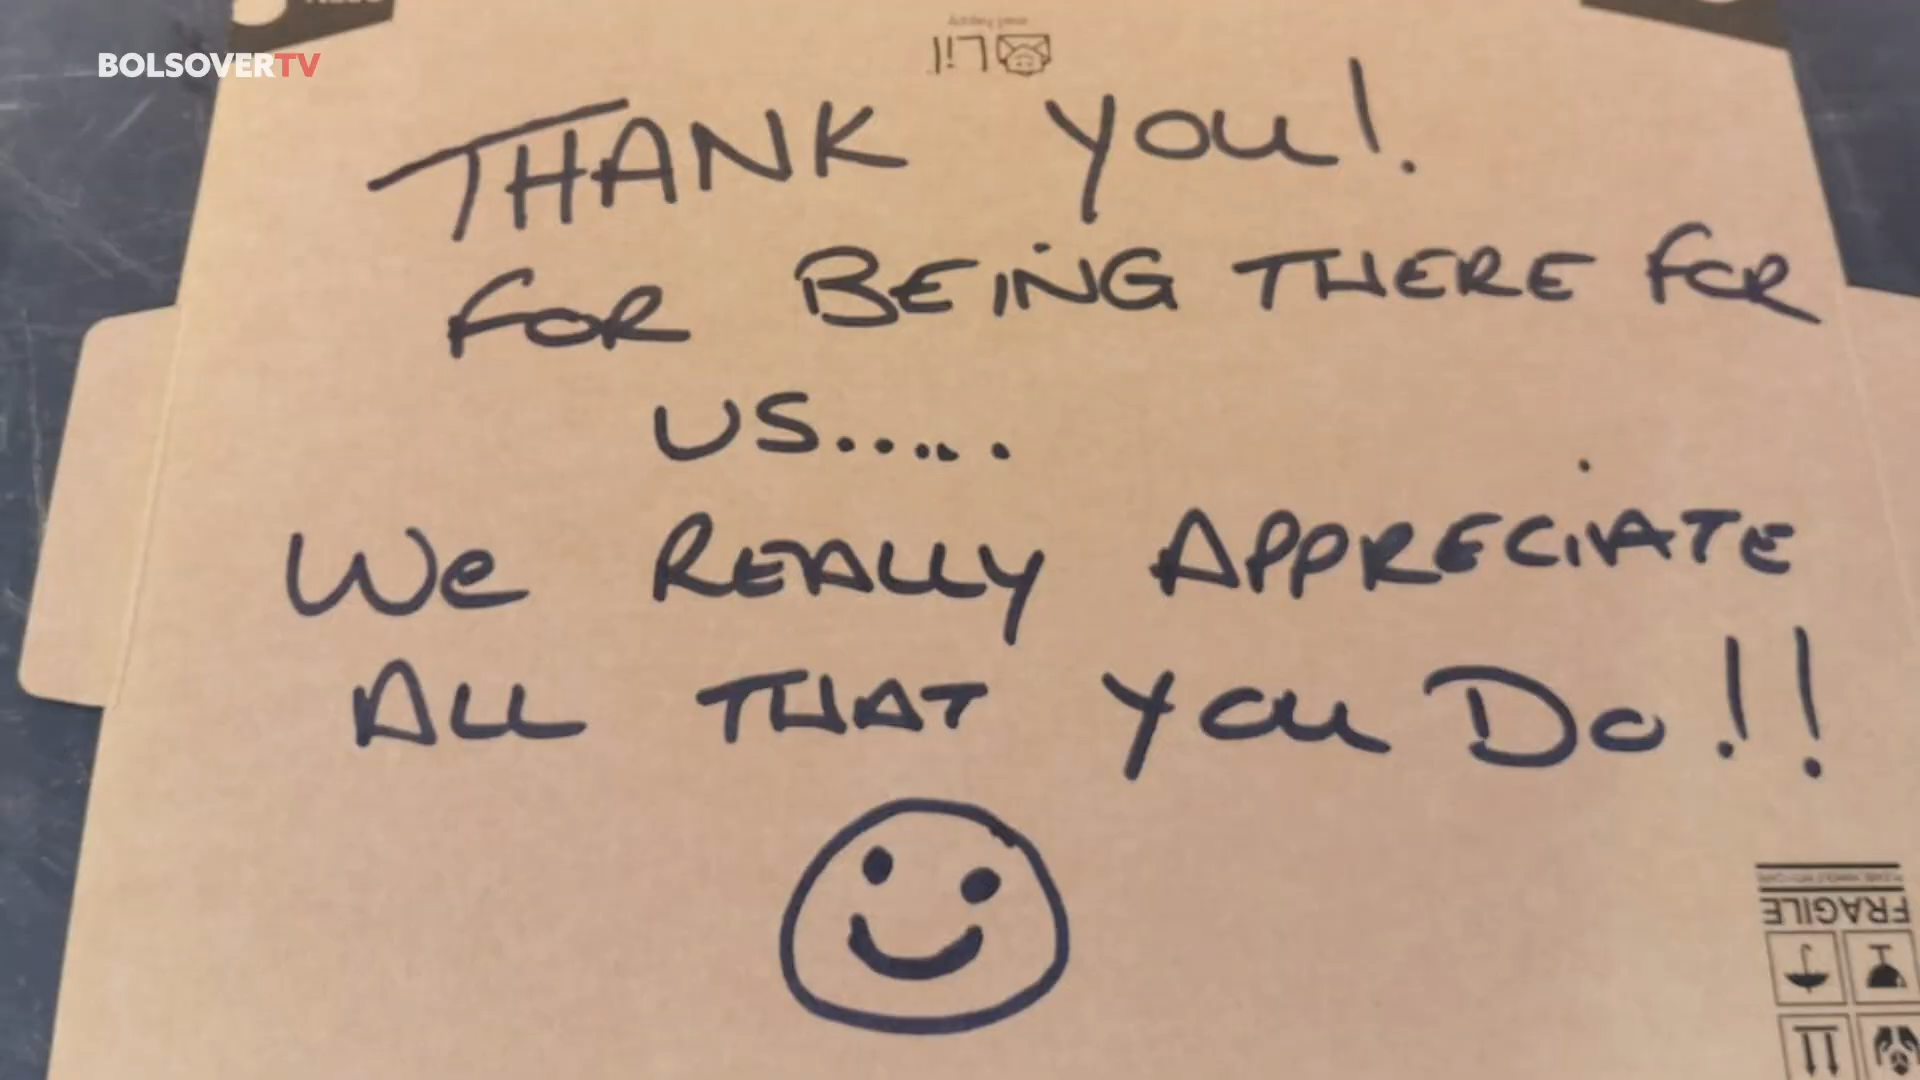 BOLSOVERTV
THANK YOU!
FOR BEING THERE FOR
US.....
WE REALLY APPRECIATE
ALL THAT YOU DO!!
FRAGILE